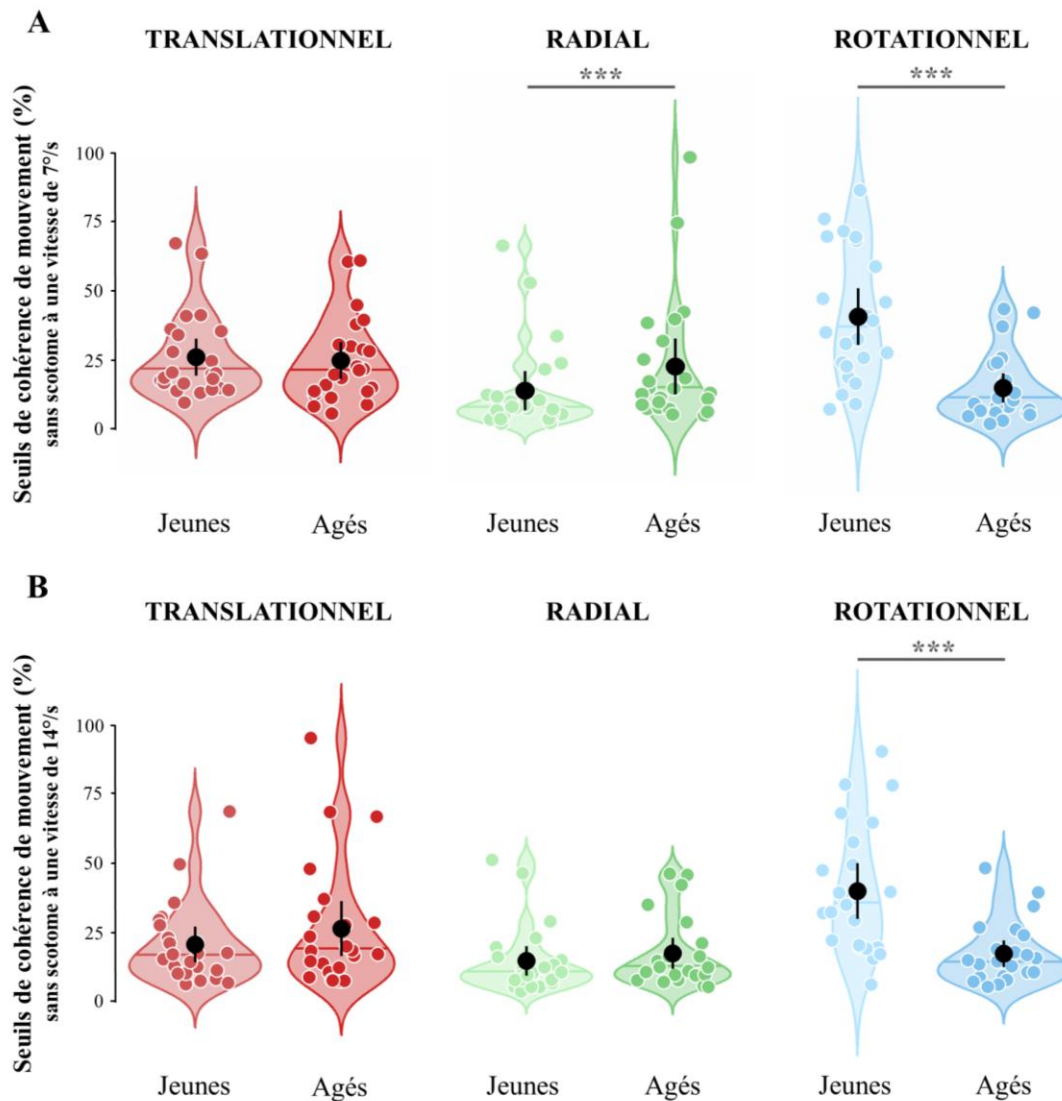 A
TRANSLATIONNEL
RADIAL
ROTATIONNEL
***
***
Seuils de cohérence de mouvement (%)
sans scotome à une vitesse de 7°/s
100
75
50
25
0
Jeunes
Agés
Jeunes
Agés
Jeunes
Agés
B
TRANSLATIONNEL
RADIAL
ROTATIONNEL
***
Seuils de cohérence de mouvement (%)
sans scotome à une vitesse de 14°/s
100
75
50
25
0
Jeunes
Agés
Jeunes
Agés
Jeunes
Agés